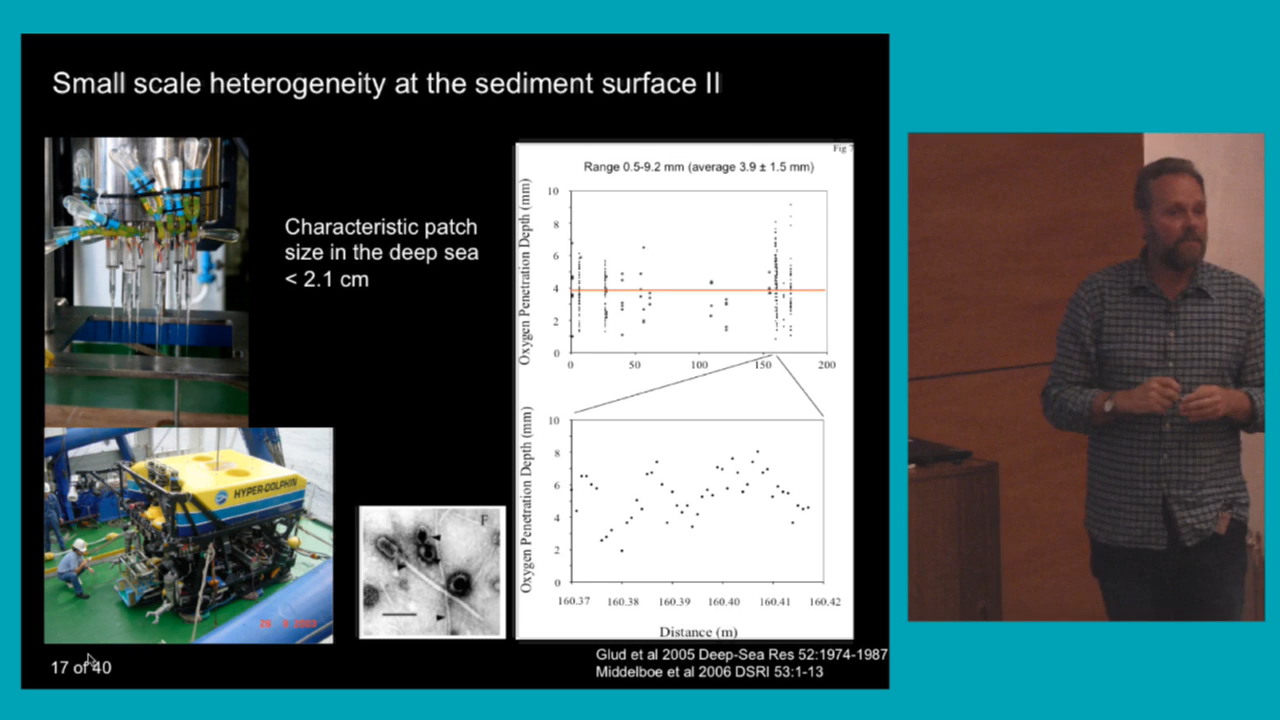 Small scale heterogeneity at the sediment surface II
Characteristic patch
size in the deep sea
< 2.1 cm
HYPER-DOLPHIN
F
Fig 7
Range 0.5-9.2 mm (average 3.9 ± 1.5 mm)
Oxygen Penetration Depth (mm)
10
8
6
4
2
0
0 50 100 150 200
Oxygen Penetration Depth (mm)
10
8
6
4
2
0
160.37 160.38 160.39 160.40 160.41 160.42
Distance (m)
Glud et al 2005 Deep-Sea Res 52:1974-1987
Middelboe et al 2006 DSRI 53:1-13
17 of 40